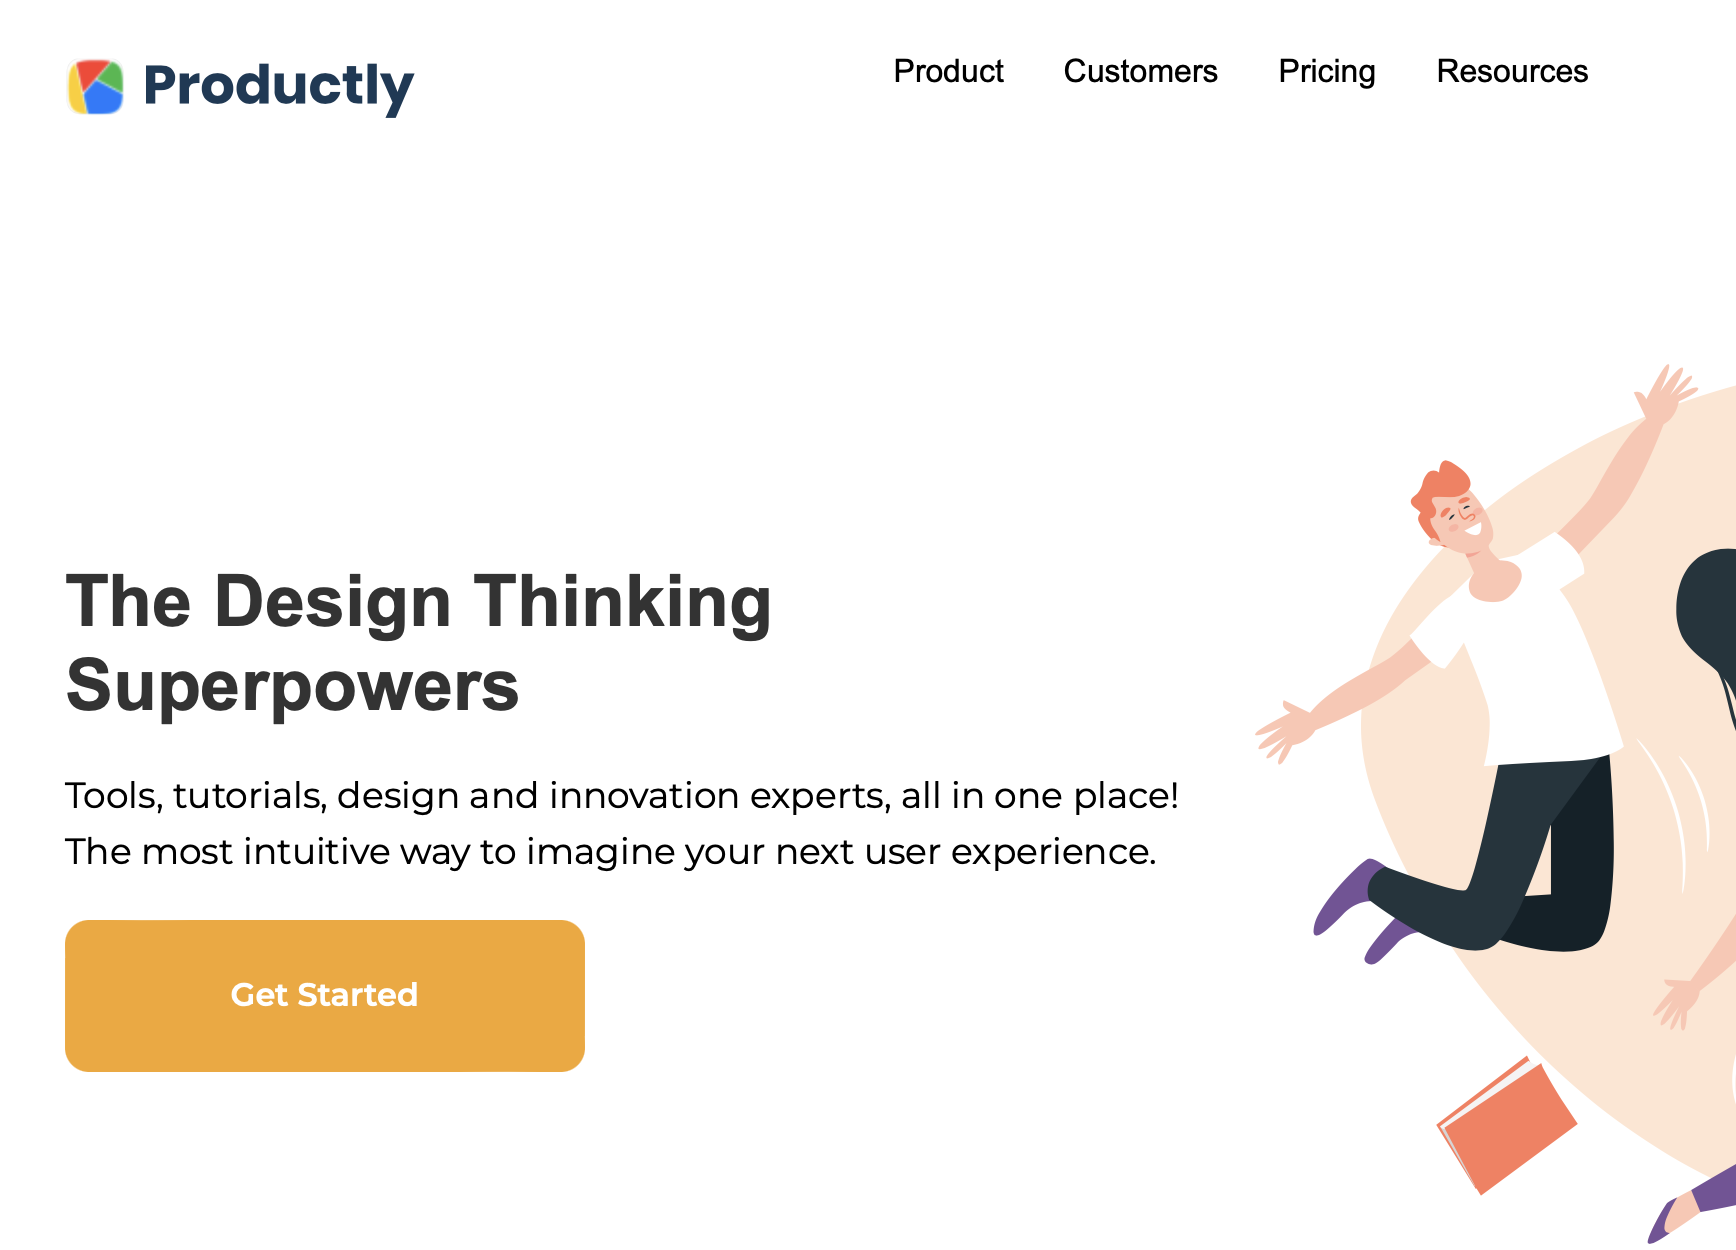 Productly
Product Customers Pricing Resources
The Design Thinking
Superpowers
Tools, tutorials, design and innovation experts, all in one place!
The most intuitive way to imagine your next user experience.
Get Started